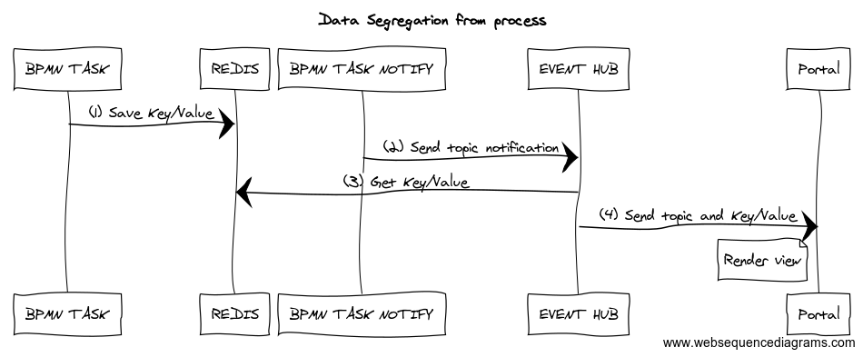 Data Segregation from process
BPMN TASK
REDIS
BPMN TASK NOTIFY
EVENT HUB
Portal
(1) Save Key/Value
(2) Send topic notification
(3) Get Key/Value
(4) Send topic and Key/Value
Render view
BPMN TASK
REDIS
BPMN TASK NOTIFY
EVENT HUB
Portal
www.websequencediagrams.com